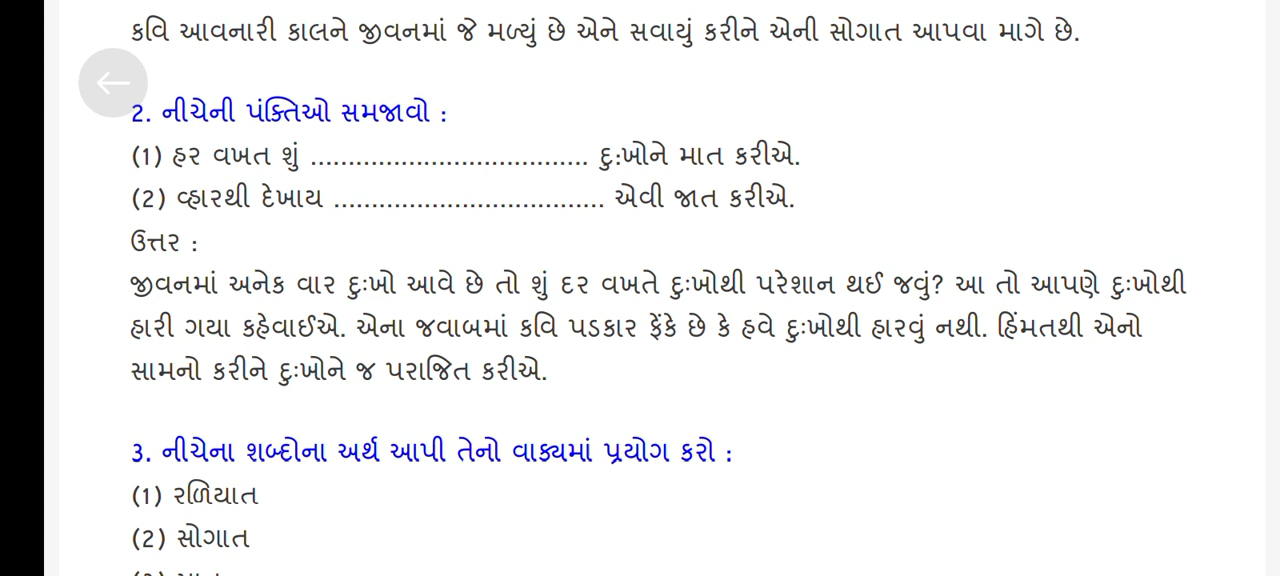 કવિ આવનારી કાલને જીવનમાં જે મળ્યું છે એને સવાયું કરીને એની સોગાત આપવા માગે છે.
2. નીચેની પંક્તિઓ સમજાવો :
(1) હર વખત શું ..................................... દુ:ખોને માત કરીએ.
(2) વ્હારથી દેખાય .................................... એવી જાત કરીએ.
ઉત્તર :
જીવનમાં અનેક વાર દુઃખો આવે છે તો શું દર વખતે દુઃખોથી પરેશાન થઈ જવું? આ તો આપણે દુઃખોથી
હારી ગયા કહેવાઈએ. એના જવાબમાં કવિ પડકાર ફેંકે છે કે હવે દુઃખોથી હારવું નથી. હિંમતથી એનો
સામનો કરીને દુઃખોને જ પરાજિત કરીએ.
3. નીચેના શબ્દોના અર્થ આપી તેનો વાક્યમાં પ્રયોગ કરો :
(1) રળિયાત
(2) સોગાત